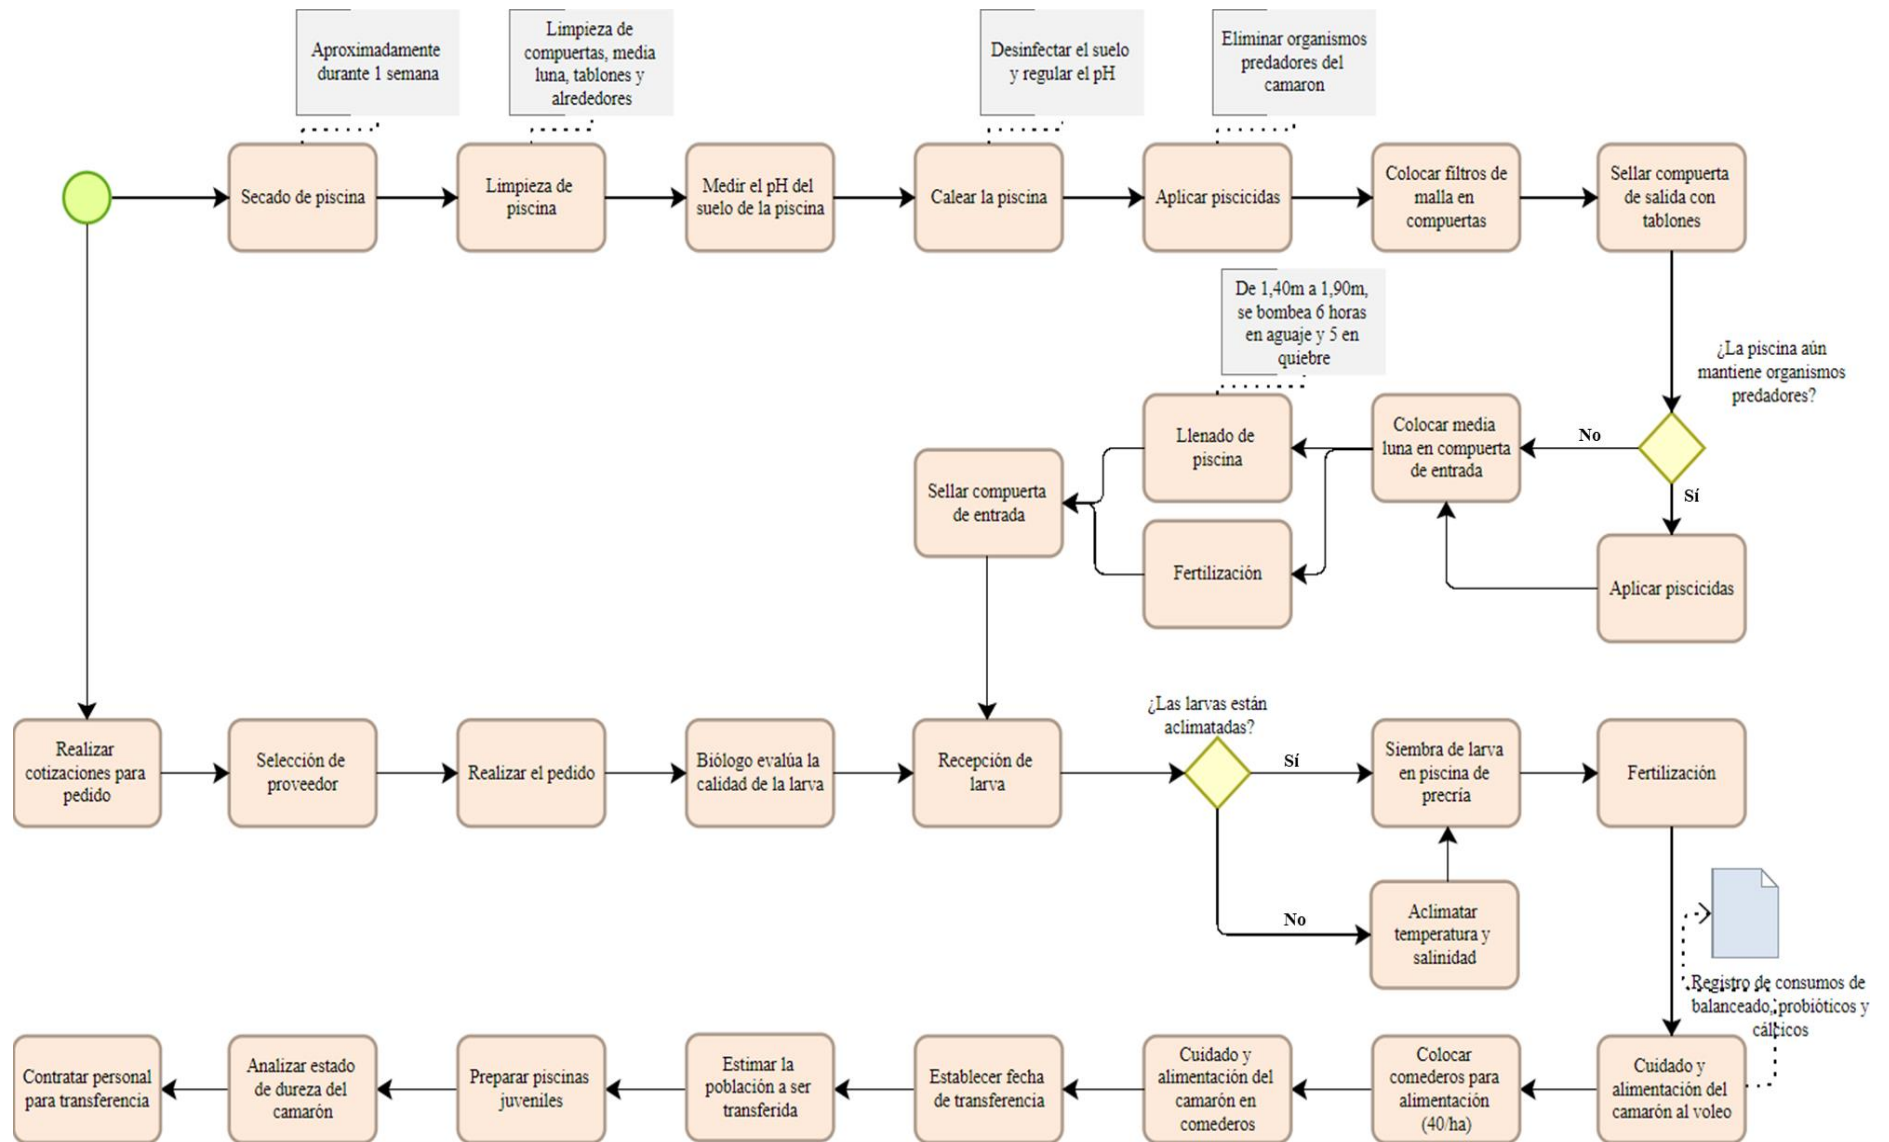 Aproximadamente
durante 1 semana
Limpieza de
compuertas, media
luna, tablones y
alrededores
Desinfectar el suelo
y regular el pH
Eliminar organismos
predadores del
camaron
Secado de piscina
Limpieza de
piscina
Medir el pH del
suelo de la piscina
Calear la piscina
Aplicar piscicidas
Colocar filtros de
malla en
compuertas
Sellar compuerta
de salida con
tablones
De 1,40m a 1,90m,
se bombea 6 horas
en aguaje y 5 en
quiebre
¿La piscina aún
mantiene organismos
predadores?
No
Sí
Colocar media
luna en compuerta
de entrada
Llenado de
piscina
Sellar compuerta
de entrada
Fertilización
Aplicar piscicidas
Realizar
cotizaciones para
pedido
Selección de
proveedor
Realizar el pedido
Biólogo evalúa la
calidad de la larva
Recepción de
larva
¿Las larvas están
aclimatadas?
Sí
Siembra de larva
en piscina de
precría
Fertilización
No
Aclimatar
temperatura y
salinidad
Registro de consumos de
balanceado, probióticos y
cálcicos
Contratar personal
para transferencia
Analizar estado
de dureza del
camarón
Preparar piscinas
juveniles
Estimar la
población a ser
transferida
Establecer fecha
de transferencia
Cuidado y
alimentación del
camarón en
comederos
Colocar
comederos para
alimentación
(40/ha)
Cuidado y
alimentación del
camarón al voleo